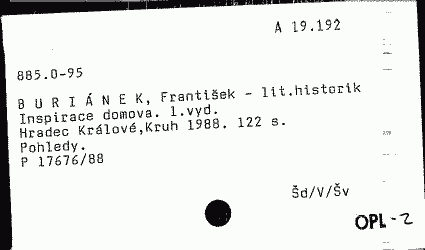 A 19.192
885.0-95
B U R I Á N E K, František - lit.historik
Inspirace domova. 1.vyd.
Hradec Králové,Kruh 1988. 122 s.
Pohledy.
P 17676/88
Šd/V/Šv
OPL-2